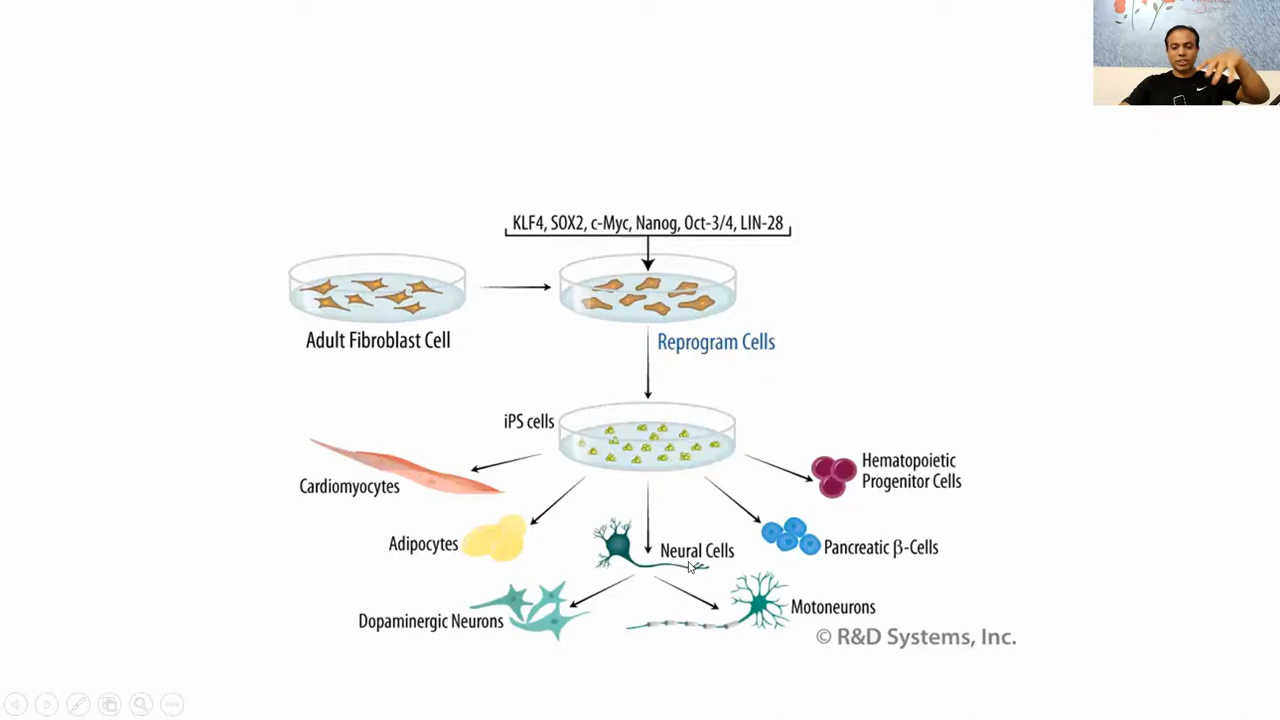 KLF4, SOX2, c-Myc, Nanog, Oct-3/4, LIN-28
Adult Fibroblast Cell
Reprogram Cells
iPS cells
Cardiomyocytes
Hematopoietic
Progenitor Cells
Adipocytes
Neural Cells
Pancreatic β-Cells
Dopaminergic Neurons
Motoneurons
© R&D Systems, Inc.